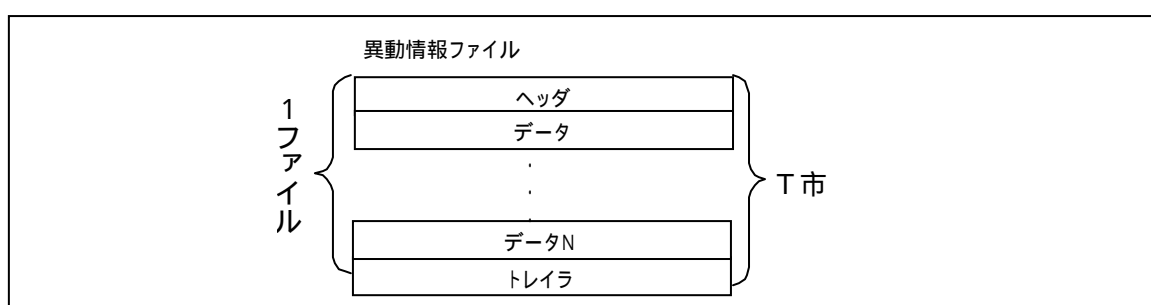 異動情報ファイル
1ファイル
ヘッダ
データ
データN
トレイラ
T市